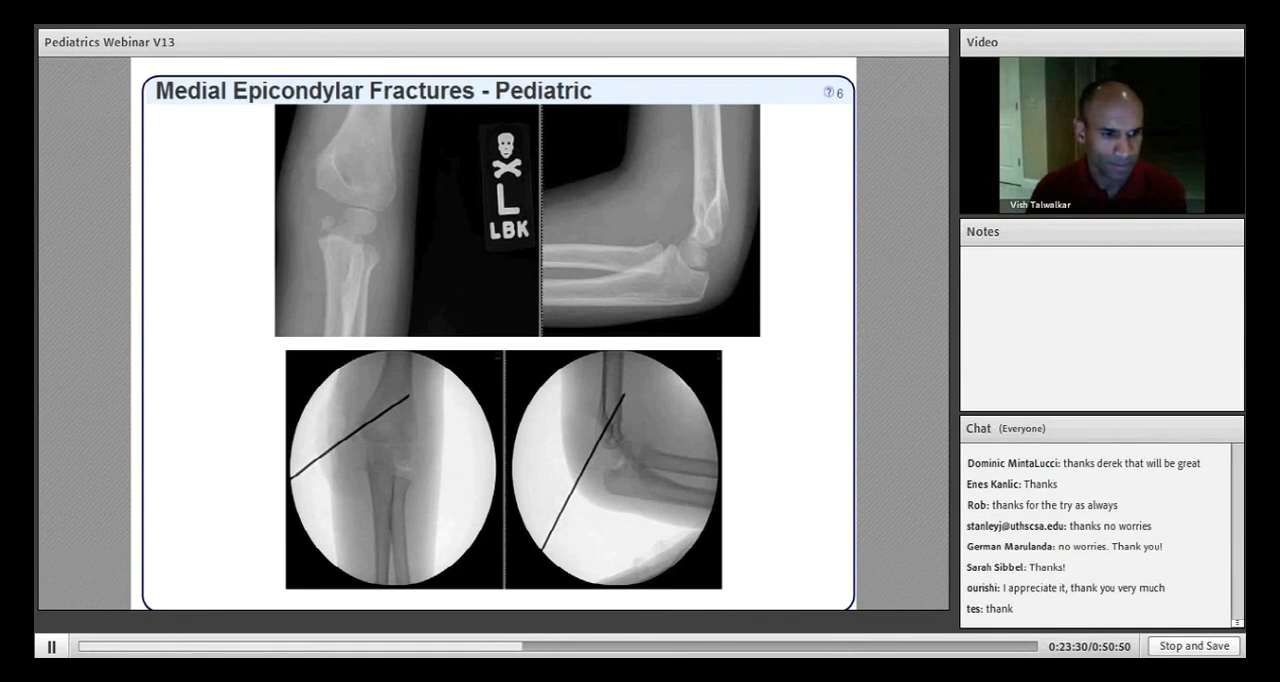 Pediatrics Webinar V13
Medial Epicondylar Fractures - Pediatric
? 6
L
LBK
Video
Vish Talwalkar
Notes
Chat (Everyone)
Dominic MintaLucci: thanks derek that will be great
Enes Kanlic: Thanks
Rob: thanks for the try as always
stanleyj@uthscsa.edu: thanks no worries
German Marulanda: no worries. Thank you!
Sarah Sibbel: Thanks!
ourishi: I appreciate it, thank you very much
tes: thank
0:23:30/0:50:50
Stop and Save